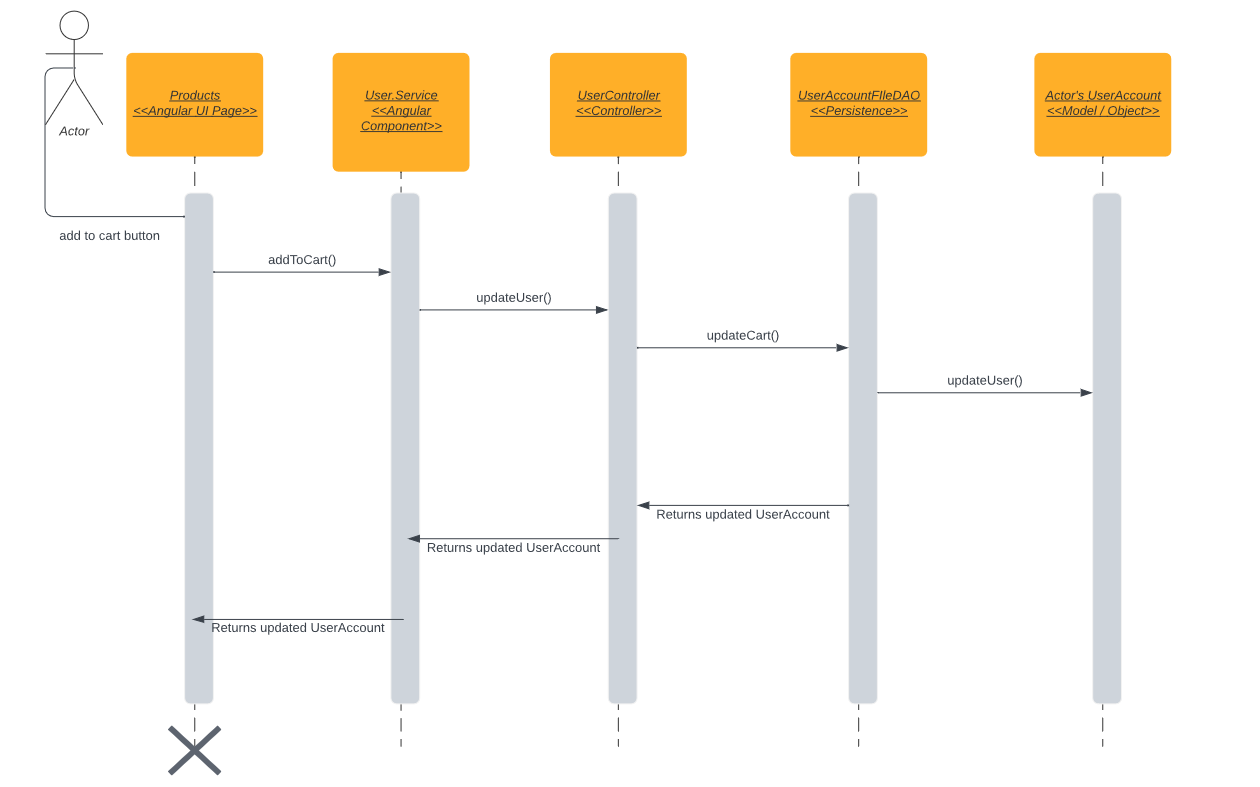 Actor
Products
<<Angular UI Page>>
User.Service
<<Angular
Component>>
UserController
<<Controller>>
UserAccountFIleDAO
<<Persistence>>
Actor's UserAccount
<<Model / Object>>
add to cart button
addToCart()
updateUser()
updateCart()
updateUser()
Returns updated UserAccount
Returns updated UserAccount
Returns updated UserAccount